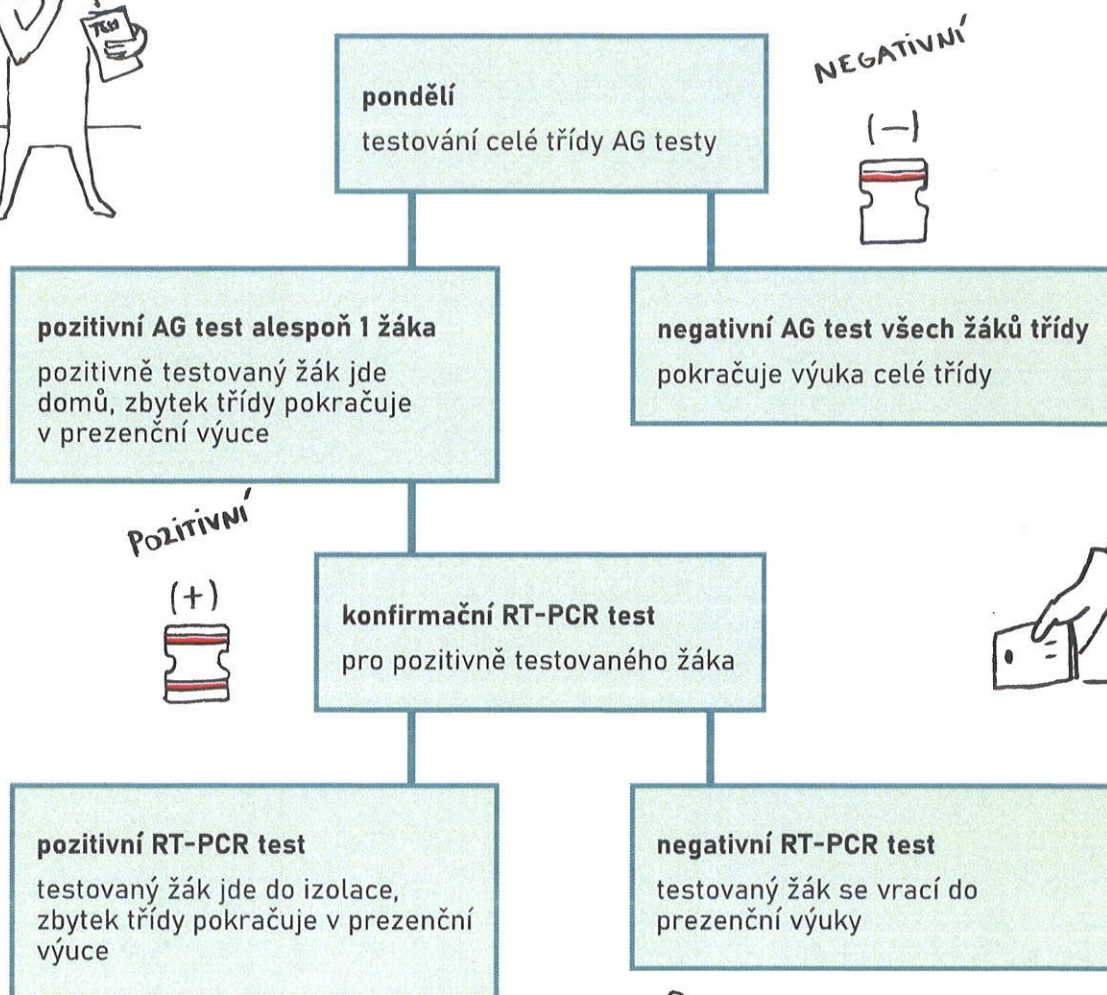 TEST
NEGATIVNÍ
pondělí
testování celé třídy AG testy
(-)
pozitivní AG test alespoň 1 žáka
pozitivně testovaný žák jde
domů, zbytek třídy pokračuje
v prezenční výuce
negativní AG test všech žáků třídy
pokračuje výuka celé třídy
POZITIVNÍ
(+)
konfirmační RT-PCR test
pro pozitivně testovaného žáka
pozitivní RT-PCR test
testovaný žák jde do izolace,
zbytek třídy pokračuje v prezenční
výuce
negativní RT-PCR test
testovaný žák se vrací do
prezenční výuky